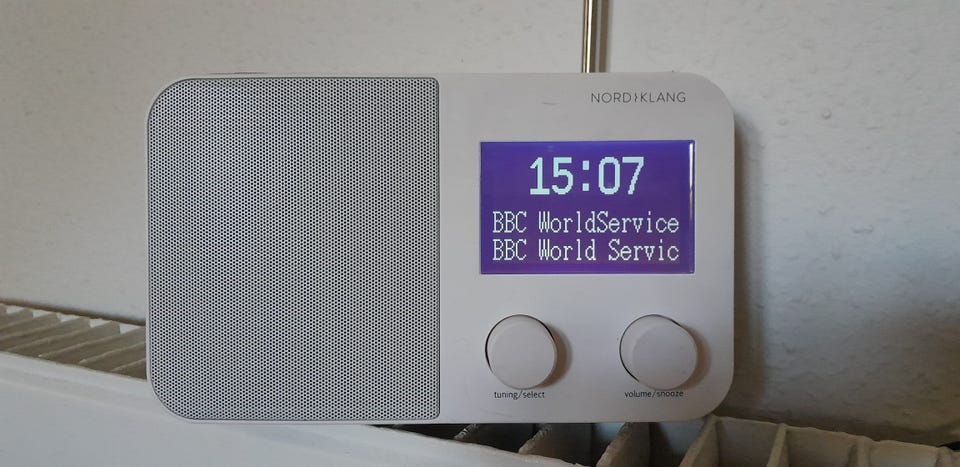 NORDKLANG
15:07
BBC WorldService
BBC World Servic
tuning/select
volume/snooze